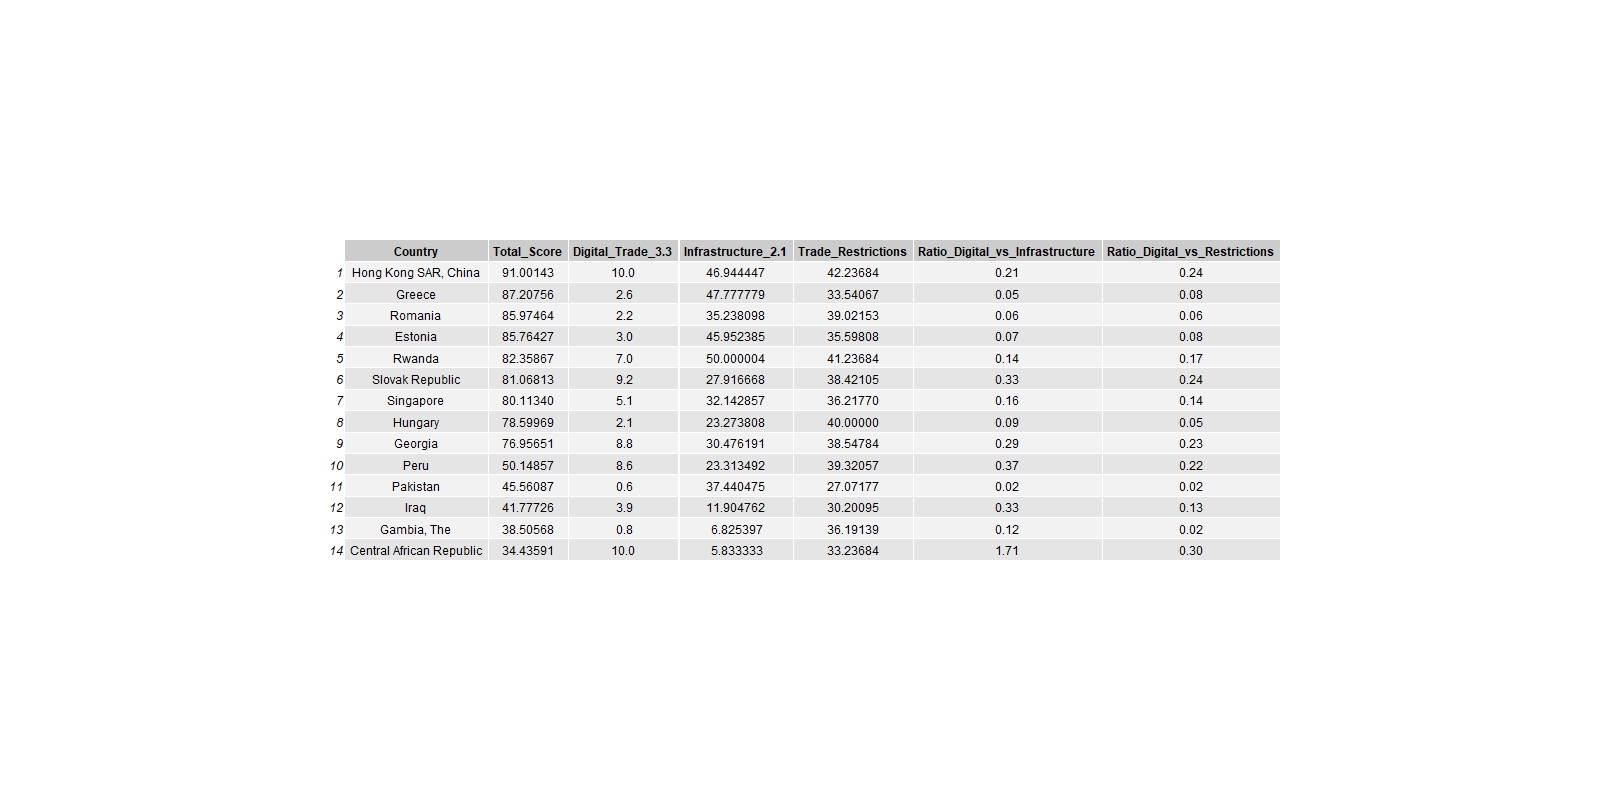 Country Total_Score Digital_Trade_3.3 Infrastructure_2.1 Trade_Restrictions Ratio_Digital_vs_Infrastructure Ratio_Digital_vs_Restrictions
1 Hong Kong SAR, China 91.00143 10.0 46.944447 42.23684 0.21 0.24
2 Greece 87.20756 2.6 47.777779 33.54067 0.05 0.08
3 Romania 85.97464 2.2 35.238098 39.02153 0.06 0.06
4 Estonia 85.76427 3.0 45.952385 35.59808 0.07 0.08
5 Rwanda 82.35867 7.0 50.000004 41.23684 0.14 0.17
6 Slovak Republic 81.06813 9.2 27.916668 38.42105 0.33 0.24
7 Singapore 80.11340 5.1 32.142857 36.21770 0.16 0.14
8 Hungary 78.59969 2.1 23.273808 40.00000 0.09 0.05
9 Georgia 76.95651 8.8 30.476191 38.54784 0.29 0.23
10 Peru 50.14857 8.6 23.313492 39.32057 0.37 0.22
11 Pakistan 45.56087 0.6 37.440475 27.07177 0.02 0.02
12 Iraq 41.77726 3.9 11.904762 30.20095 0.33 0.13
13 Gambia, The 38.50568 0.8 6.825397 36.19139 0.12 0.02
14 Central African Republic 34.43591 10.0 5.833333 33.23684 1.71 0.30